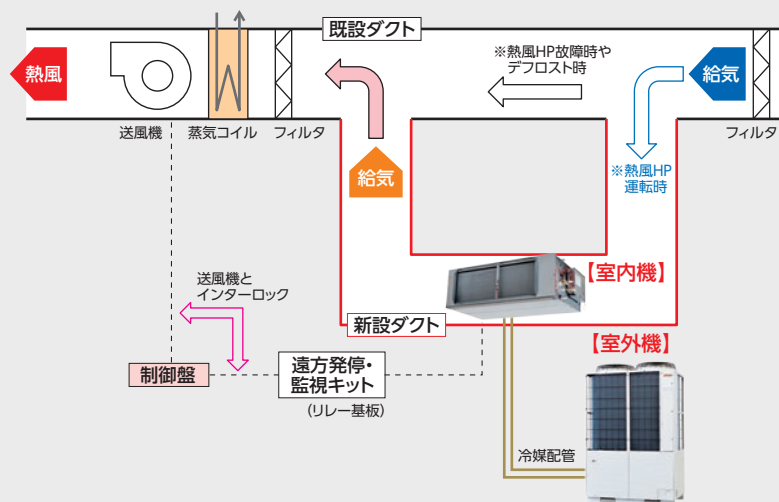 既設ダクト
※熱風HP故障時や
デフロスト時
熱風
給気
送風機
蒸気コイル
フィルタ
フィルタ
給気
※熱風HP
運転時
【室内機】
送風機と
インターロック
新設ダクト
【室外機】
制御盤
遠方発停・
監視キット
(リレー基板)
冷媒配管